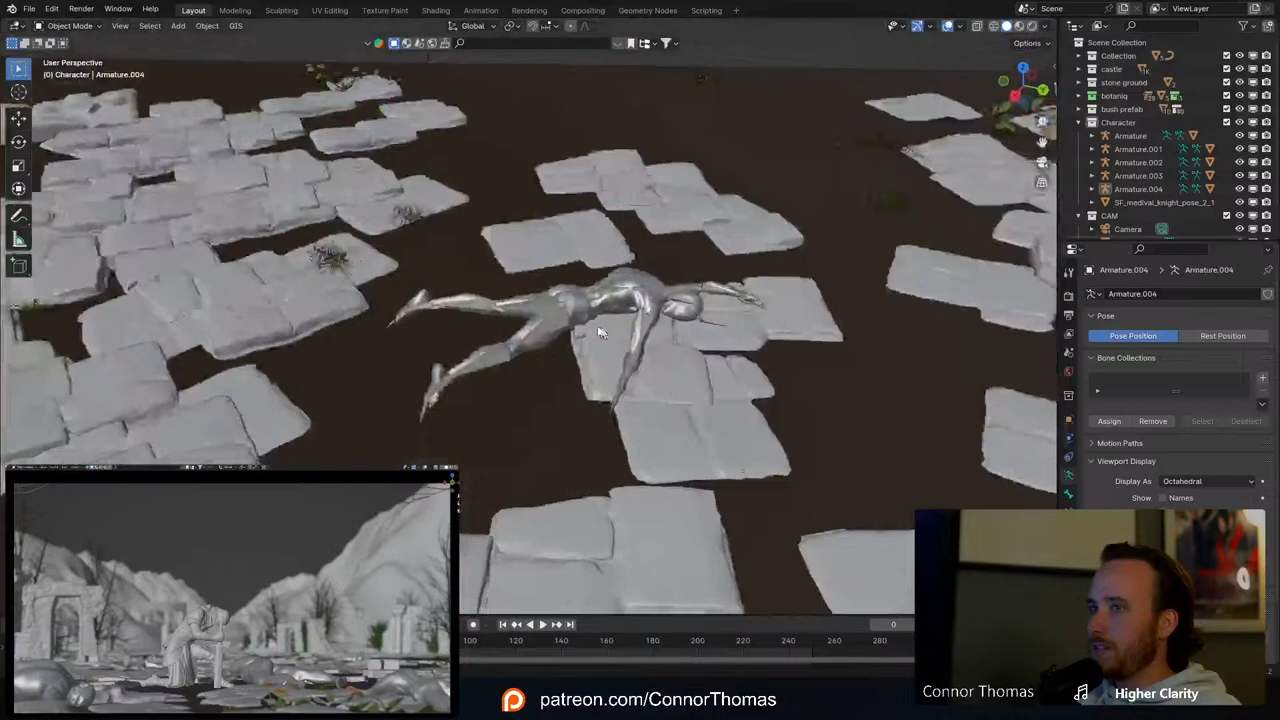 File Edit Render Window Help Layout Modeling Sculpting UV Editing Texture Paint Shading Animation Rendering Compositing Geometry Nodes Scripting Scene ViewLayer
Object Mode View Select Add Object GIS Global
Options
User Perspective
(0) Character | Armature.004
Scene Collection
Collection
castle
stone ground
botaniq
bush prefab
Character
Armature
Armature.001
Armature.002
Armature.003
Armature.004
SF_medival_knight_pose_2_1
CAM
Camera
Armature.004 Armature.004
Armature.004
Pose
Pose Position Rest Position
Bone Collections
Assign Remove Select Deselect
Motion Paths
Viewport Display
Display As Octahedral
Show Names
0
100 120 140 160 180 200 220 240 260 280
Connor Thomas Higher Clarity
patreon.com/ConnorThomas